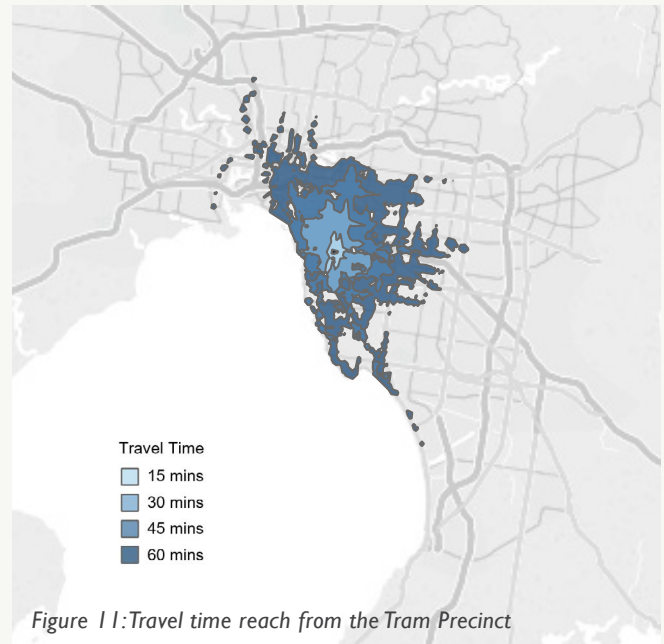 Travel Time
15 mins
30 mins
45 mins
60 mins
Figure 11: Travel time reach from the Tram Precinct